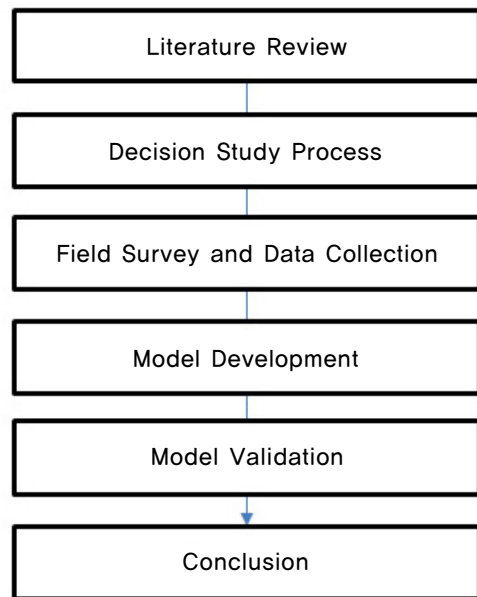 Literature Review
Decision Study Process
Field Survey and Data Collection
Model Development
Model Validation
Conclusion